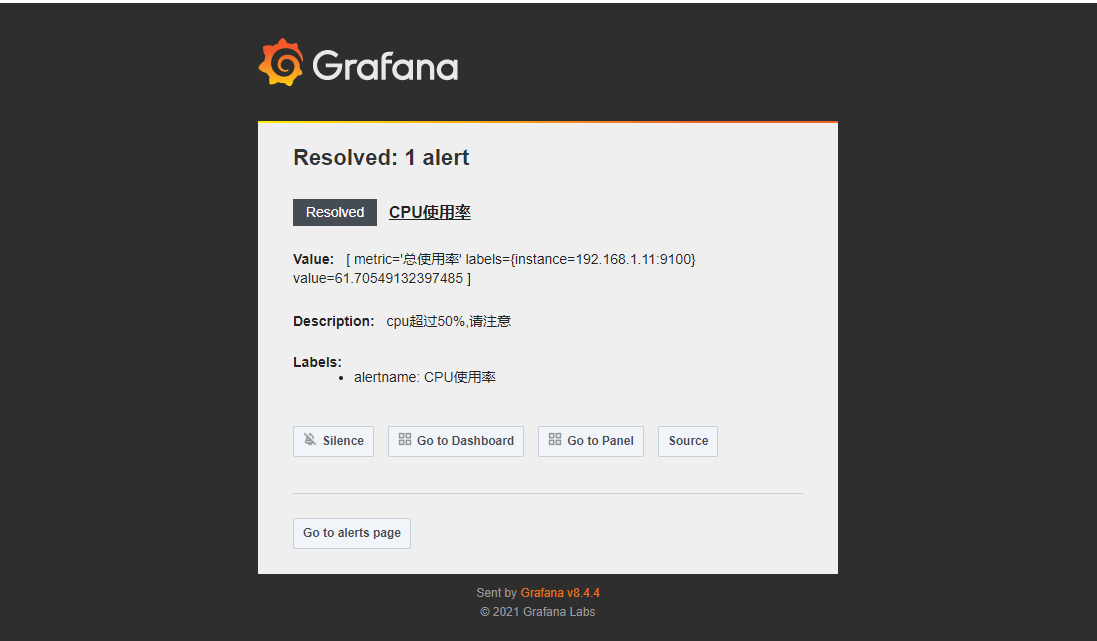 Grafana
Resolved: 1 alert
Resolved CPU使用率
Value: [ metric='总使用率' labels={instance=192.168.1.11:9100}
value=61.70549132397485 ]
Description: cpu超过50%,请注意
Labels:
• alertname: CPU使用率
Silence Go to Dashboard Go to Panel Source
Go to alerts page
Sent by Grafana v8.4.4
© 2021 Grafana Labs